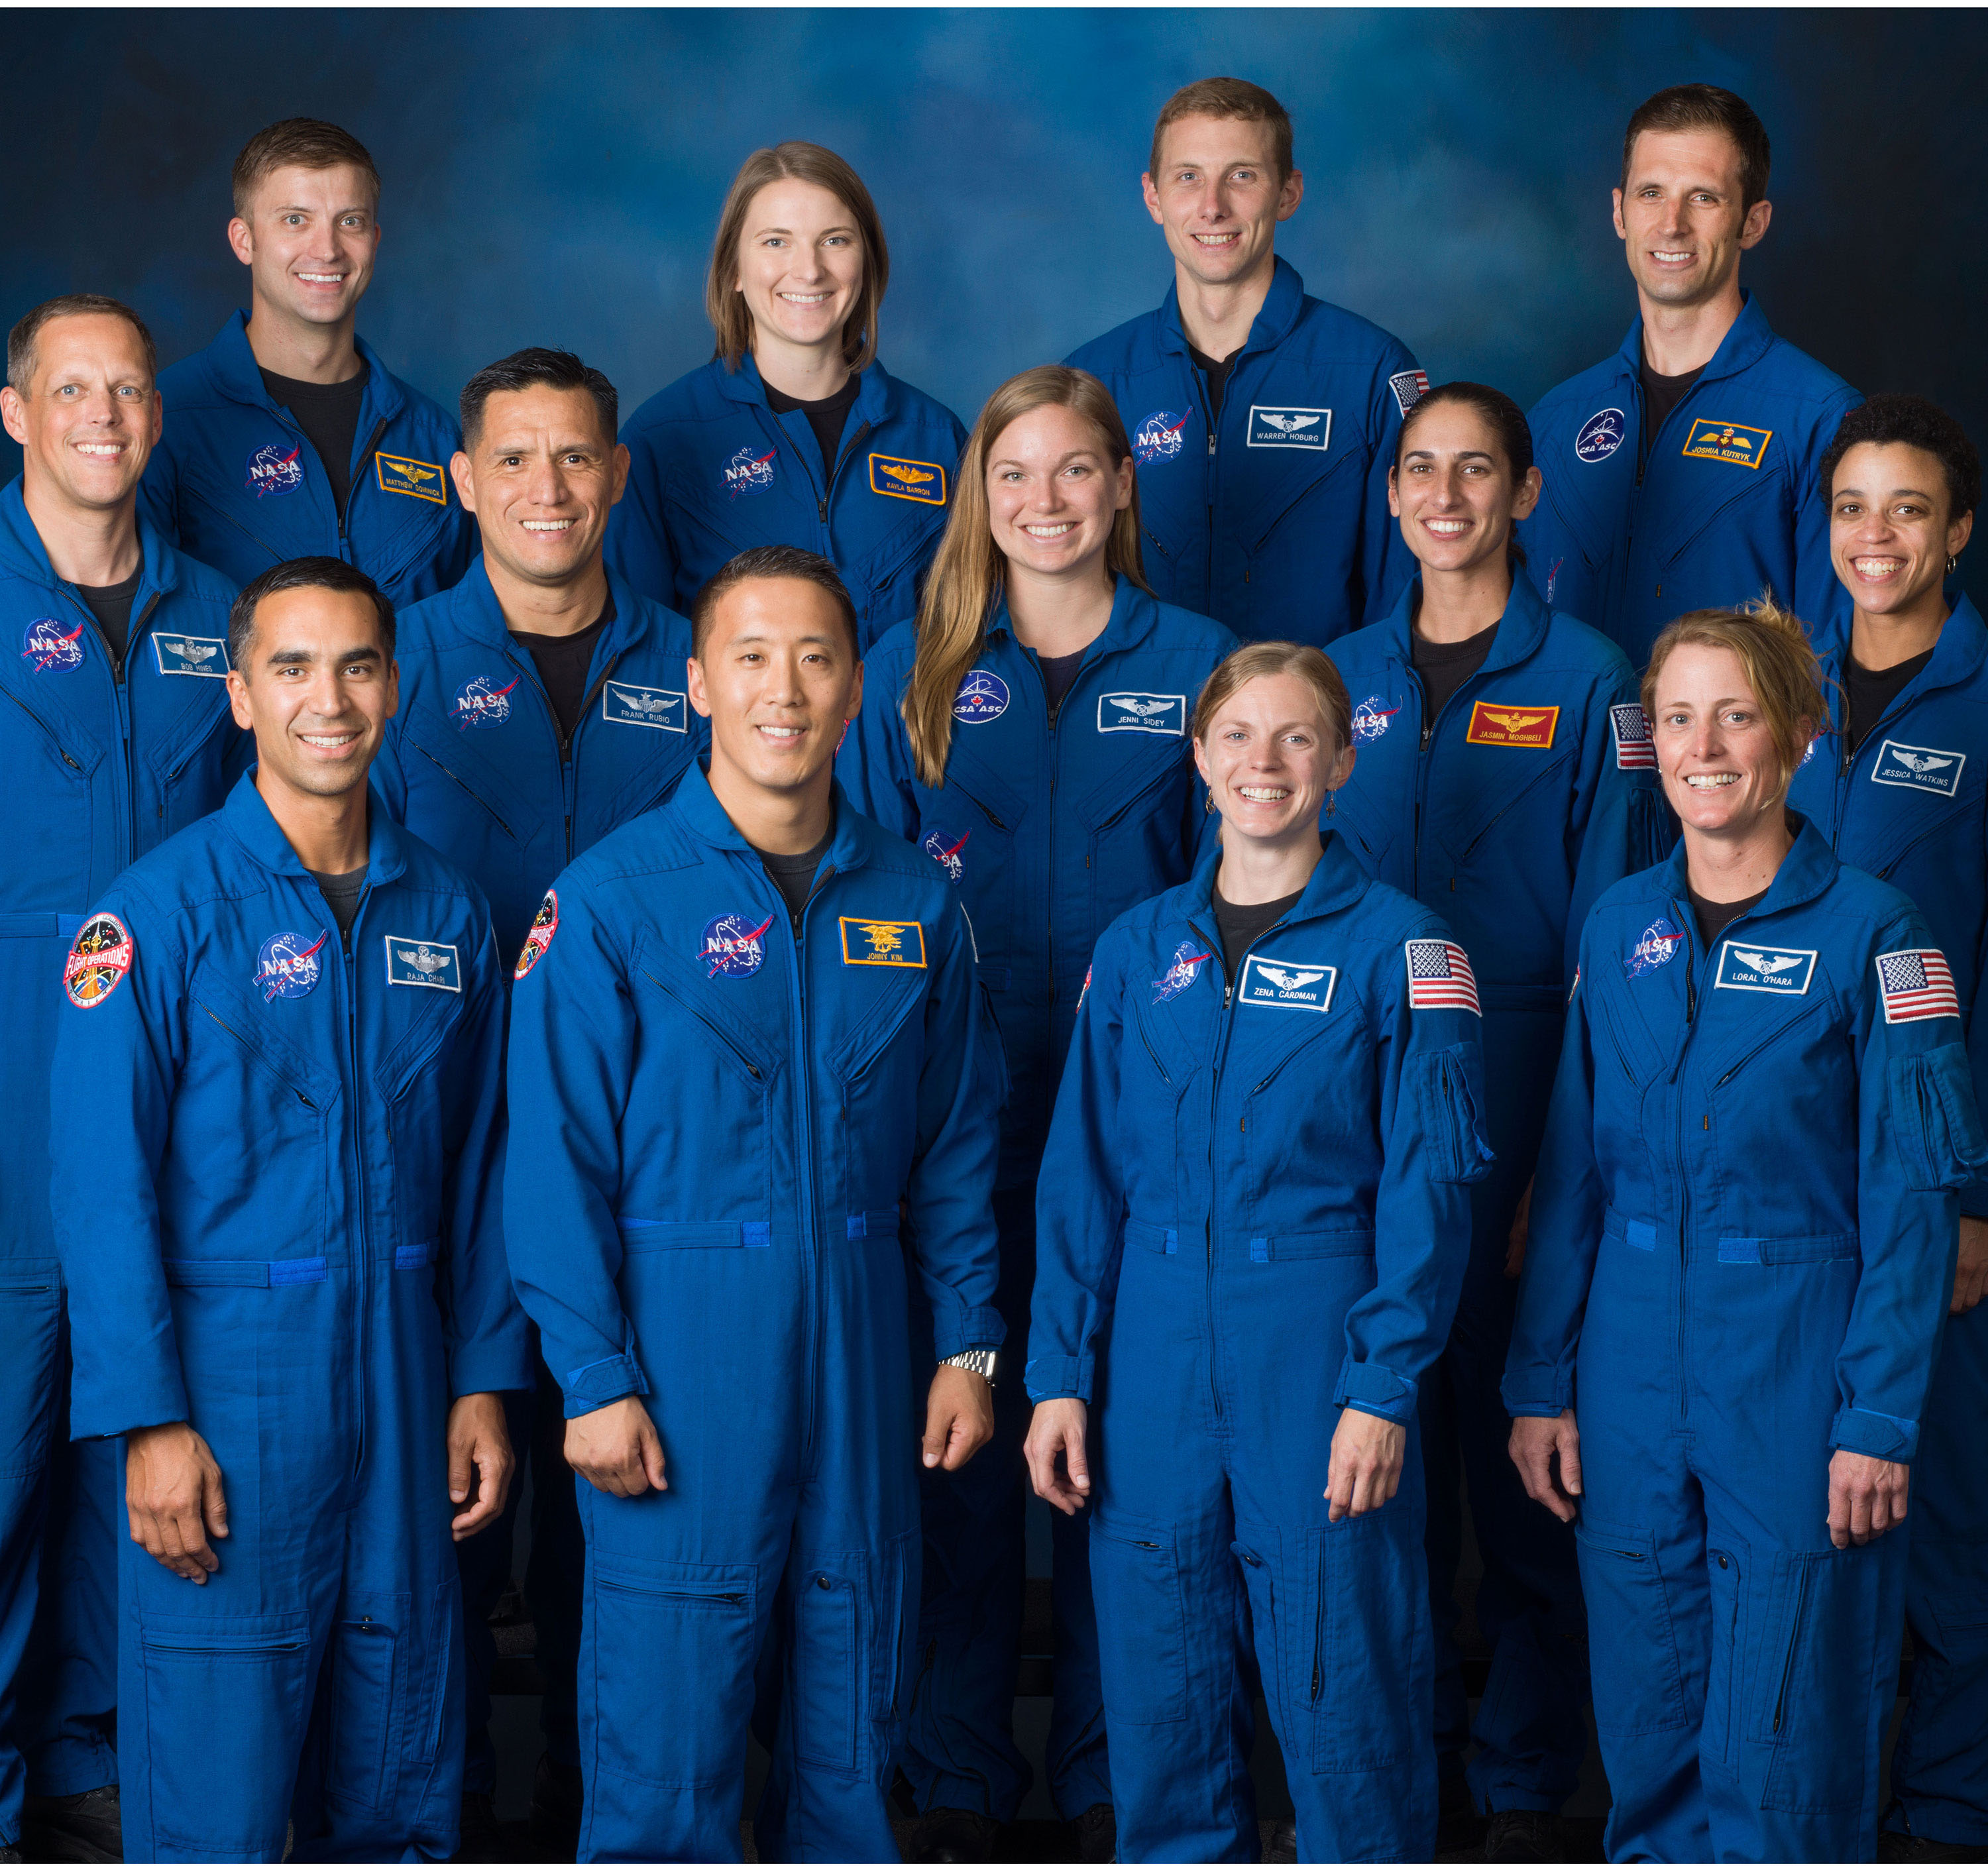 NASA
MATTHEW DOMINICK
NASA
KAYLA BARRON
NASA
WARREN HOBURG
CSA ASC
JOSHUA KUTRYK
NASA
BOB HINES
NASA
FRANK RUBIO
CSA ASC
JENNI SIDEY
NASA
NASA
JASMIN MOGHBELI
JESSICA WATKINS
FLIGHT OPERATIONS
NASA
RAJA CHARI
NASA
JONNY KIM
NASA
ZENA CARDMAN
NASA
LORAL O'HARA